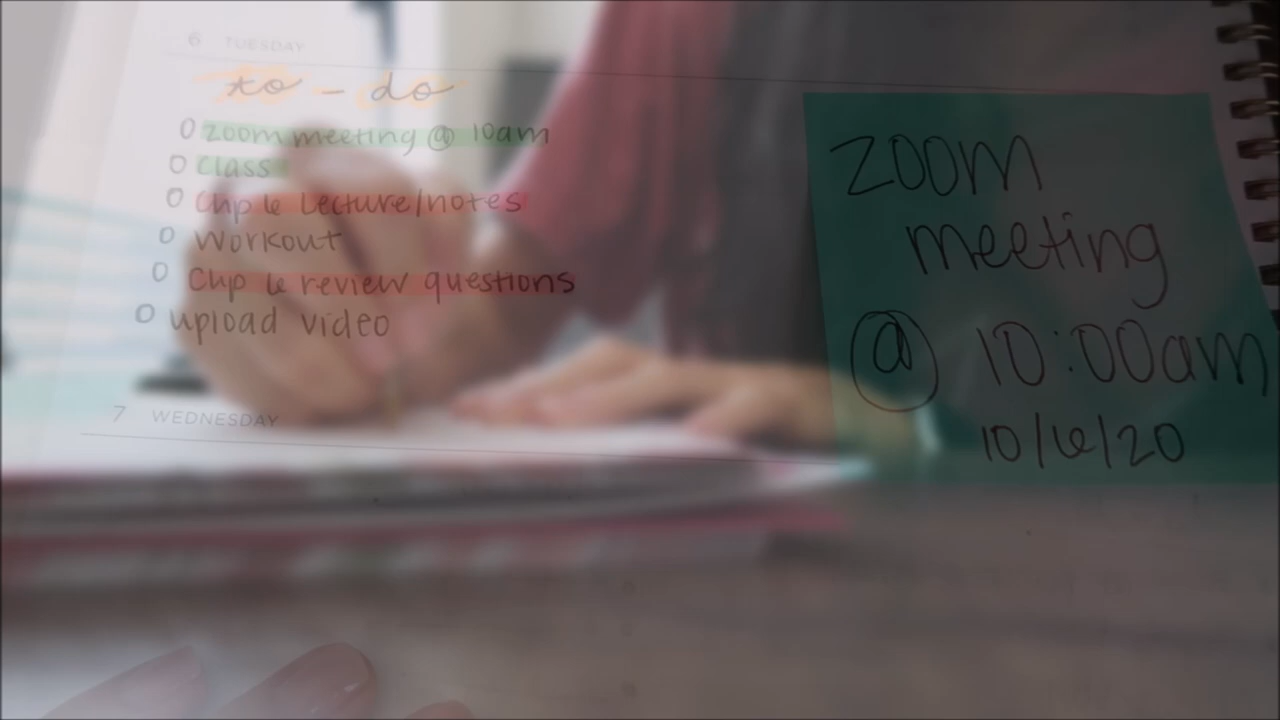 6 TUESDAY
to-do
zoom meeting @ 10am
Class
Chp 6 Lecture/notes
Workout
Chp 6 review questions
upload video
7 WEDNESDAY
zoom
meeting
@ 10:00am
10/6/20